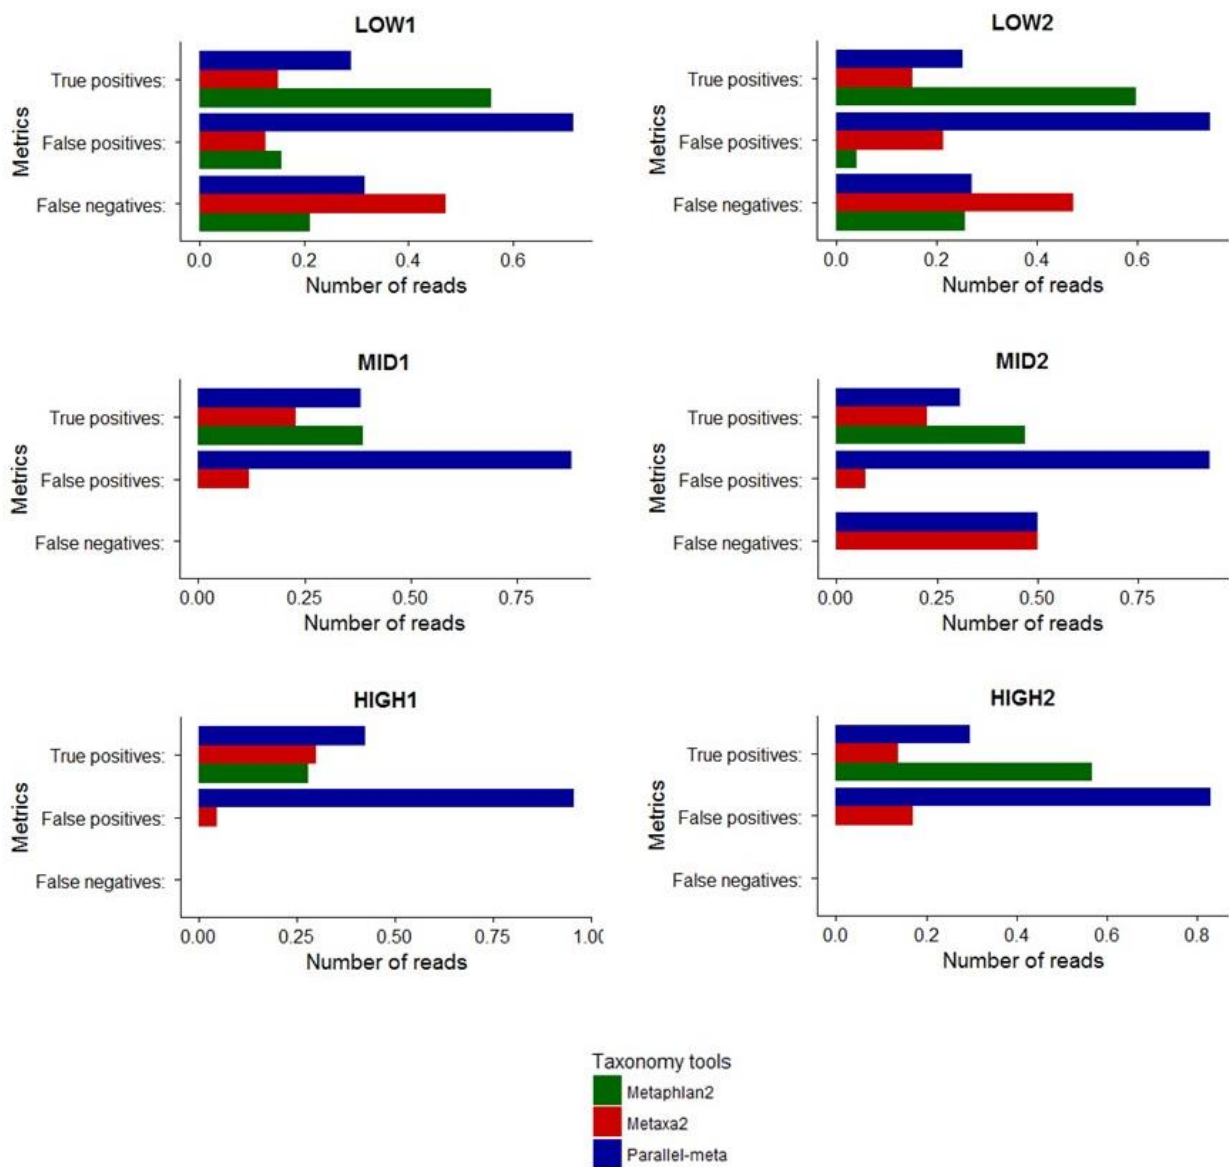 LOW1
Metrics
True positives:
False positives:
False negatives:
0.0 0.2 0.4 0.6
Number of reads
LOW2
Metrics
True positives:
False positives:
False negatives:
0.0 0.2 0.4 0.6
Number of reads
MID1
Metrics
True positives:
False positives:
False negatives:
0.00 0.25 0.50 0.75
Number of reads
MID2
Metrics
True positives:
False positives:
False negatives:
0.00 0.25 0.50 0.75
Number of reads
HIGH1
Metrics
True positives:
False positives:
False negatives:
0.00 0.25 0.50 0.75 1.00
Number of reads
HIGH2
Metrics
True positives:
False positives:
False negatives:
0.0 0.2 0.4 0.6 0.8
Number of reads
Taxonomy tools
Metaphlan2
Metaxa2
Parallel-meta